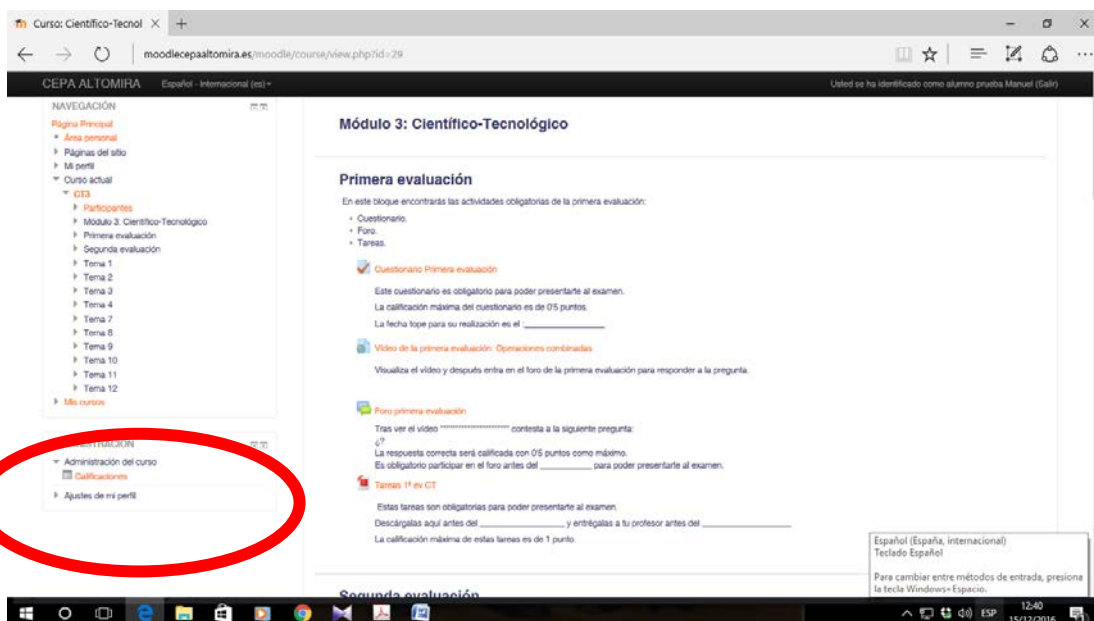 Curso: Científico-Tecnol
moodlecepaaltomira.es/moodle/course/view.php?id=29
CEPA ALTOMIRA Español - Internacional (es)
Usted se ha identificado como alumno prueba Manuel (Salir)
NAVEGACIÓN
Página Principal
Área personal
Páginas del sitio
Mi perfil
Curso actual
CT3
Participantes
Módulo 3: Científico-Tecnológico
Primera evaluación
Segunda evaluación
Tema 1
Tema 2
Tema 3
Tema 4
Tema 7
Tema 8
Tema 9
Tema 10
Tema 11
Tema 12
Mis cursos
Administración del curso
Calificaciones
Ajustes de mi perfil
Módulo 3: Científico-Tecnológico
Primera evaluación
En este bloque encontrarás las actividades obligatorias de la primera evaluación:
Cuestionario.
Foro.
Tareas.
Cuestionario Primera evaluación
Este cuestionario es obligatorio para poder presentarte al examen.
La calificación máxima del cuestionario es de 0'5 puntos.
La fecha tope para su realización es el :
Vídeo de la primera evaluación: Operaciones combinadas
Visualiza el vídeo y después entra en el foro de la primera evaluación para responder a la pregunta.
Foro primera evaluación
Tras ver el vídeo contesta a la siguiente pregunta:
¿?
La respuesta correcta será calificada con 0'5 puntos como máximo.
Es obligatorio participar en el foro antes del para poder presentarte al examen.
Tareas 1ª ev CT
Estas tareas son obligatorias para poder presentarte al examen.
Descárgalas aquí antes del y entrégalas a tu profesor antes del
La calificación máxima de estas tareas es de 1 punto.
Segunda evaluación
Español (España, internacional)
Teclado Español
Para cambiar entre métodos de entrada, presiona
la tecla Windows+Espacio.
ESP
12:40
15/12/2016